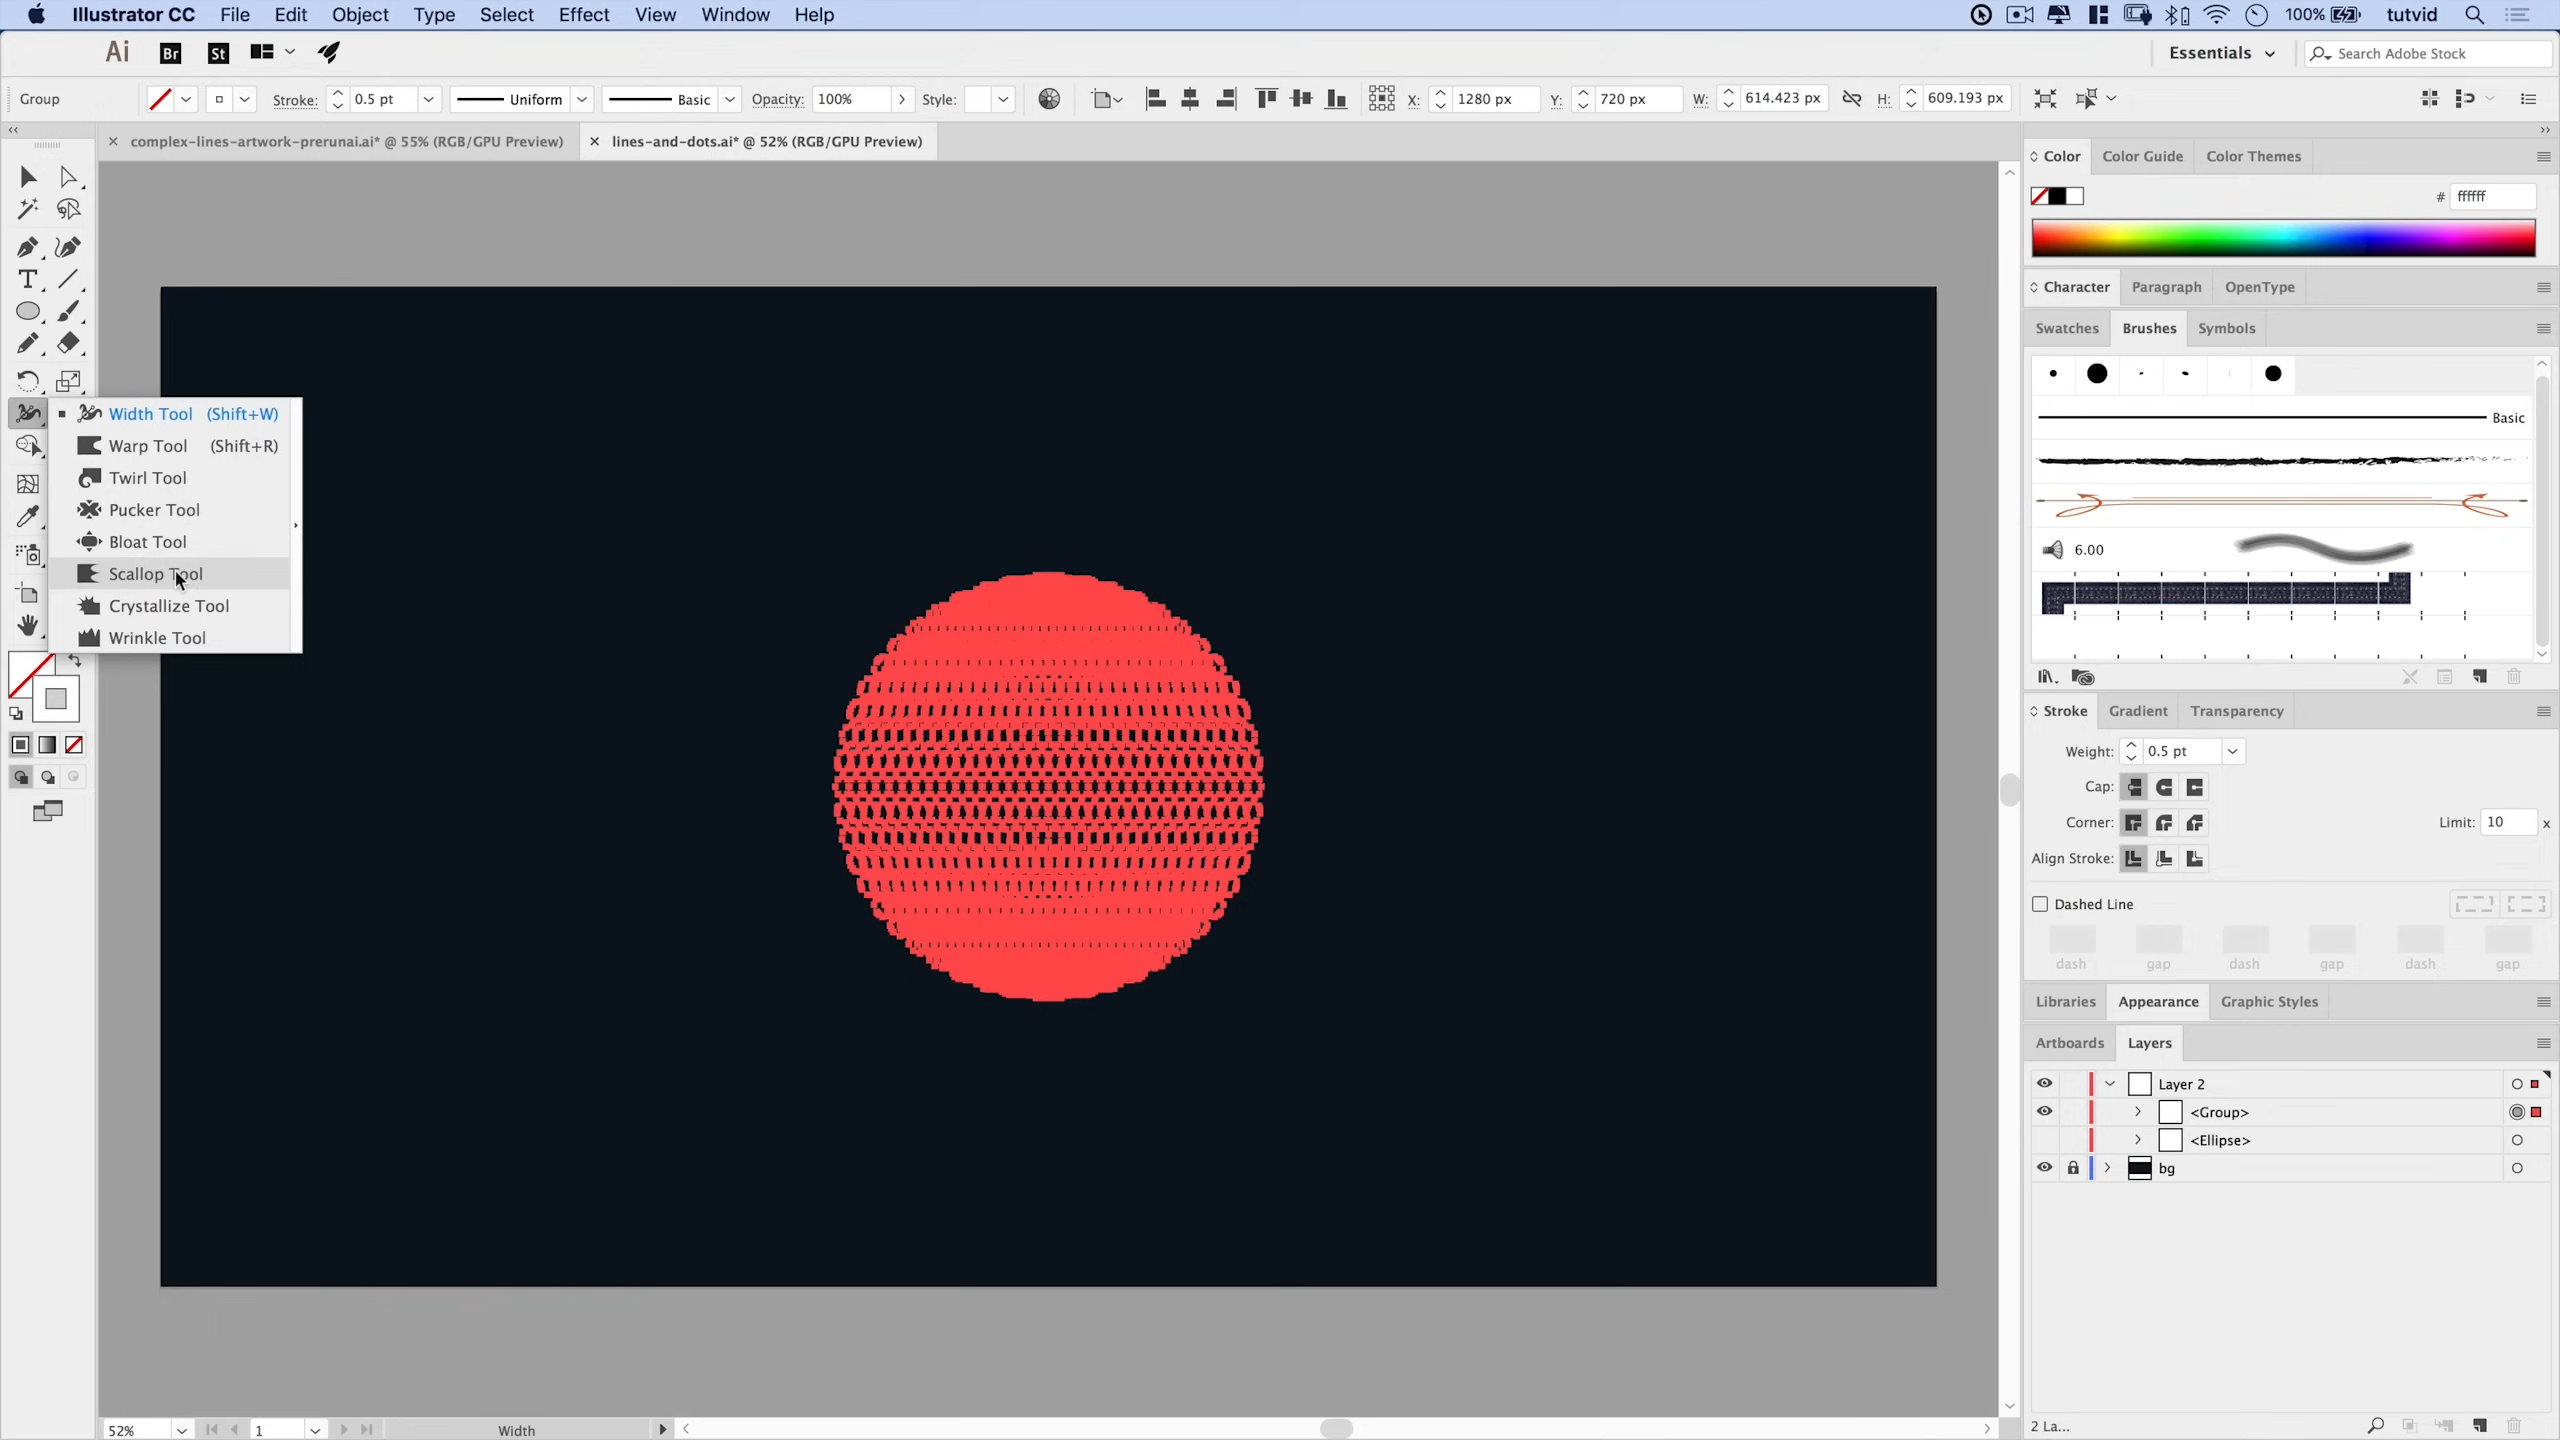 Illustrator CC File Edit Object Type Select Effect View Window Help 100% tutvid
Ai Br St Essentials Search Adobe Stock
Group Stroke: 0.5 pt Uniform Basic Opacity: 100% Style: X: 1280 px Y: 720 px W: 614.423 px H: 609.193 px
complex-lines-artwork-prerunai.ai* @ 55% (RGB/GPU Preview) lines-and-dots.ai* @ 52% (RGB/GPU Preview)
Color Color Guide Color Themes
# ffffff
Character Paragraph OpenType
Swatches Brushes Symbols
Basic
6.00
Width Tool (Shift+W)
Warp Tool (Shift+R)
Twirl Tool
Pucker Tool
Bloat Tool
Scallop Tool
Crystallize Tool
Wrinkle Tool
Stroke Gradient Transparency
Weight: 0.5 pt
Cap:
Corner: Limit: 10 x
Align Stroke:
Dashed Line
dash gap dash gap dash gap
Libraries Appearance Graphic Styles
Artboards Layers
Layer 2
<Group>
<Ellipse>
bg
2 La...
52% 1 Width